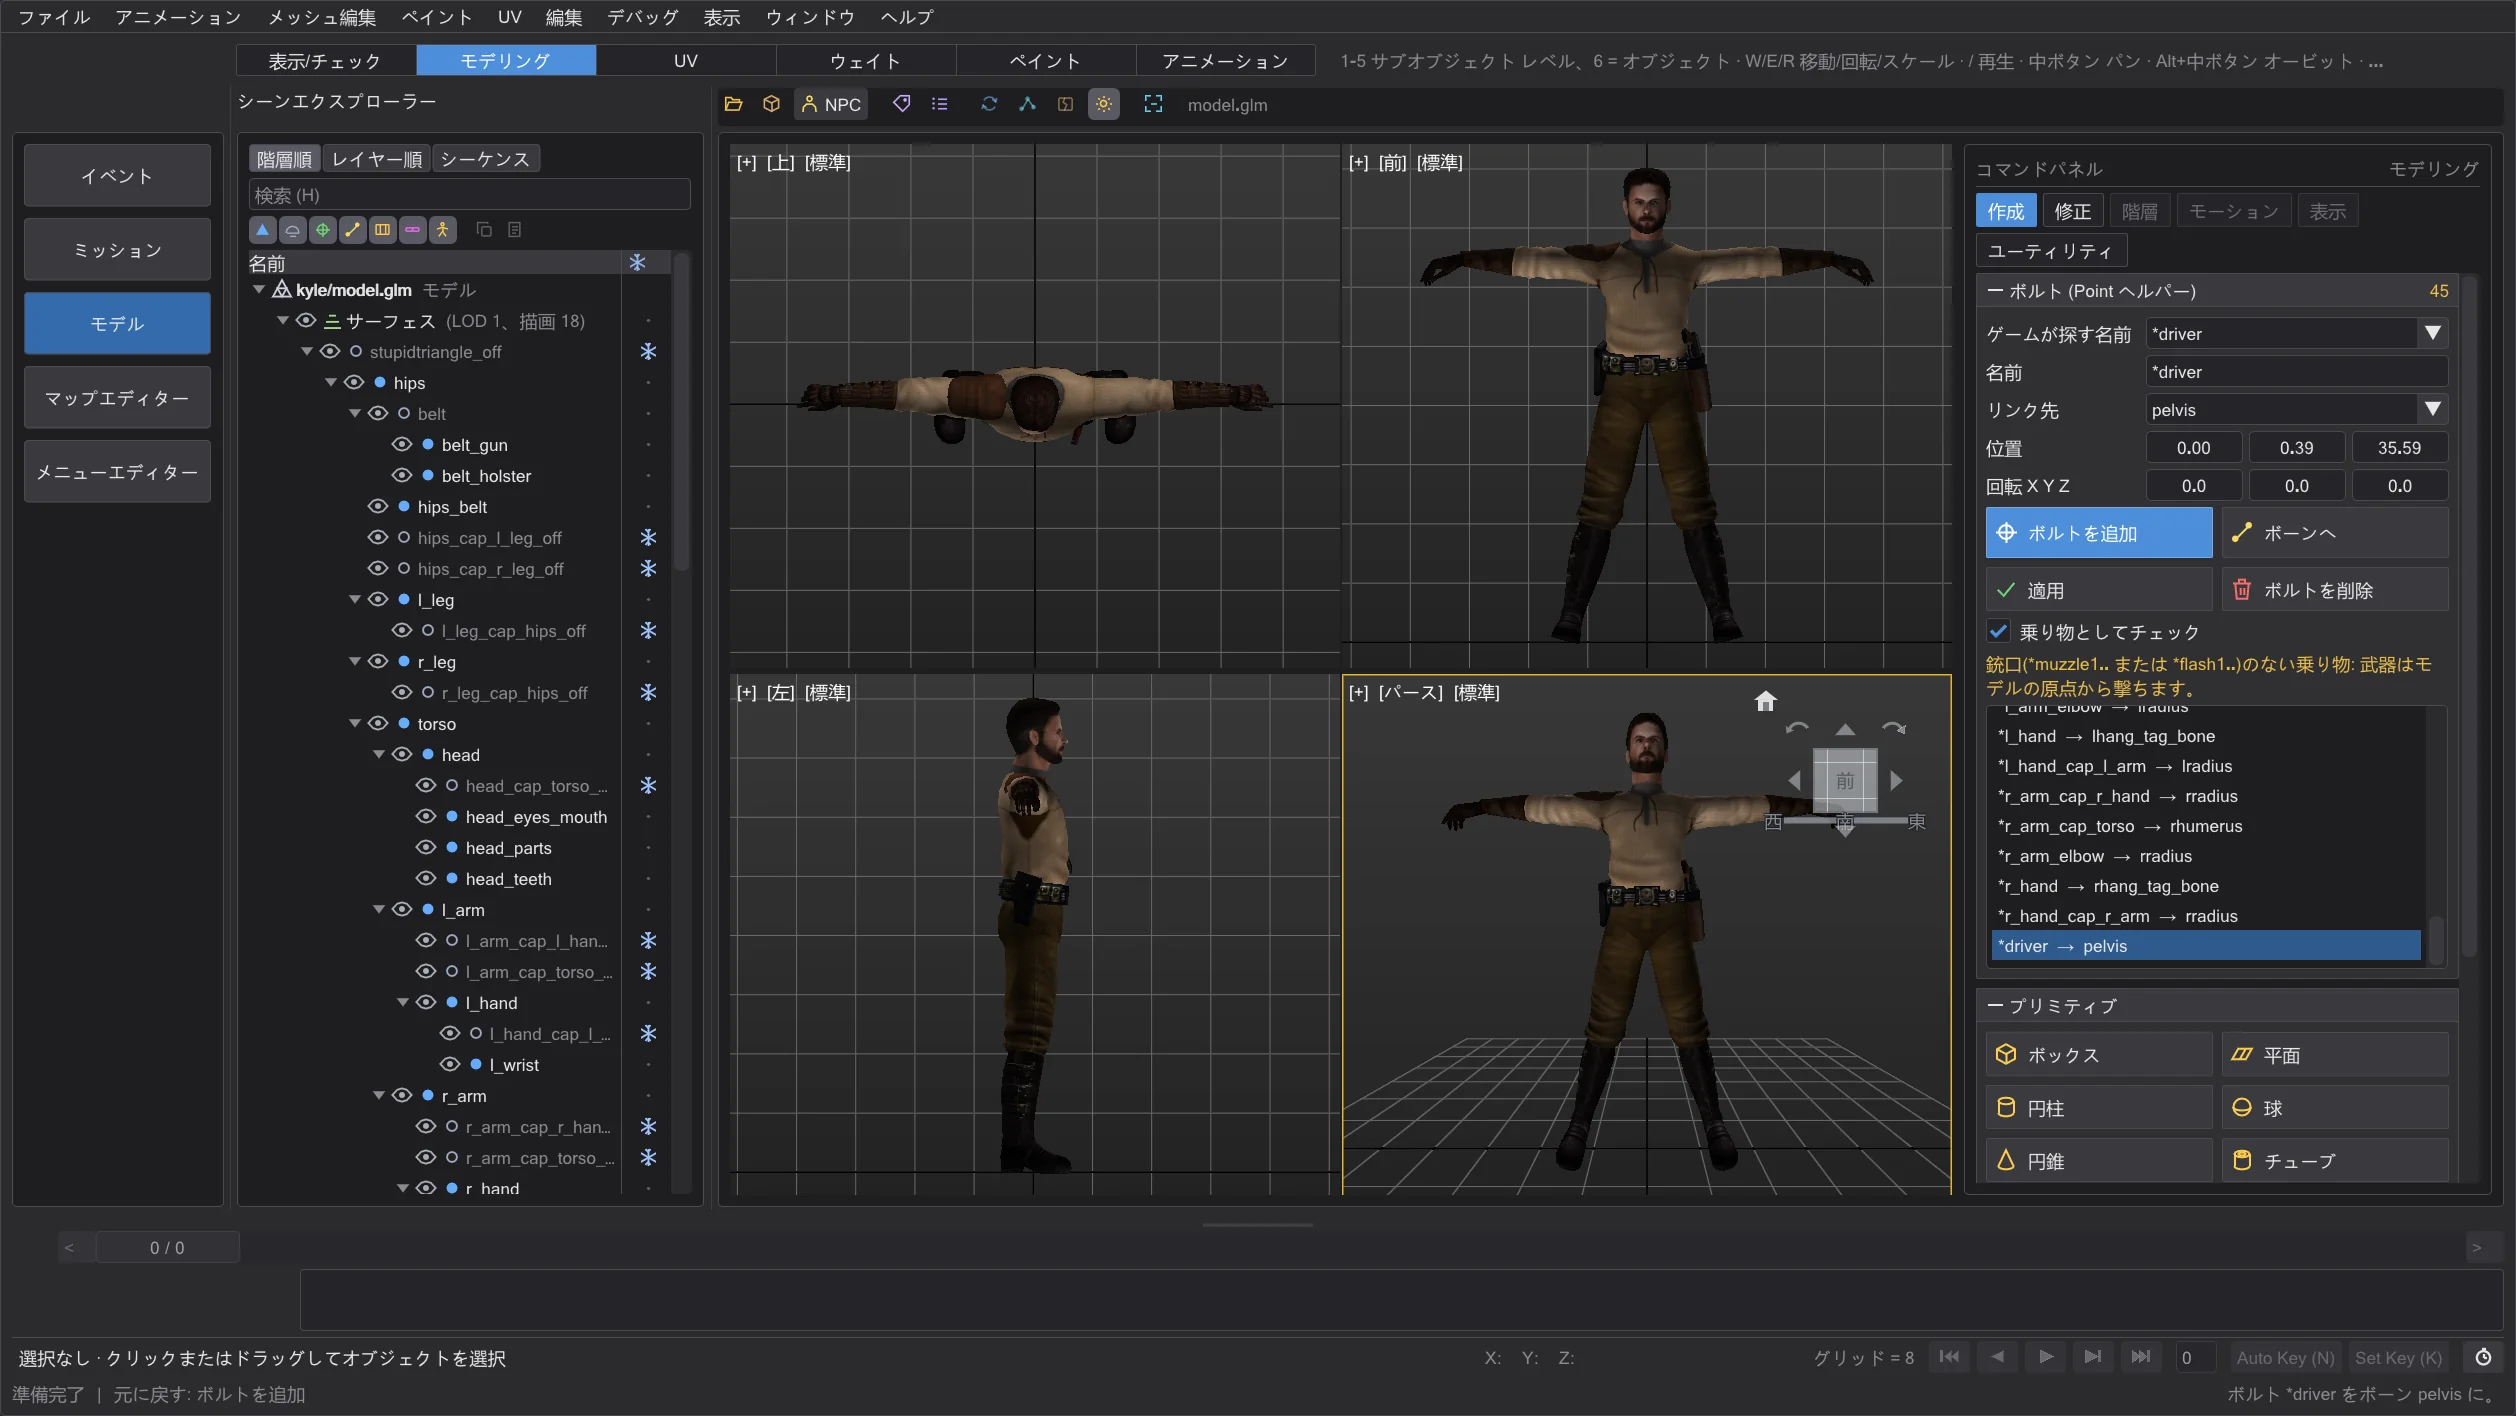 ファイル アニメーション メッシュ編集 ペイント UV 編集 デバッグ 表示 ウィンドウ ヘルプ
表示/チェック モデリング UV ウェイト ペイント アニメーション 1-5 サブオブジェクト レベル、6 = オブジェクト · W/E/R 移動/回転/スケール · / 再生 · 中ボタン パン · Alt+中ボタン オービット · ...
シーンエクスプローラー
NPC model.glm
イベント
ミッション
モデル
マップエディター
メニューエディター
階層順 レイヤー順 シーケンス
検索 (H)
名前
kyle/model.glm モデル
サーフェス (LOD 1、描画 18)
stupidtriangle_off
hips
belt
belt_gun
belt_holster
hips_belt
hips_cap_l_leg_off
hips_cap_r_leg_off
l_leg
l_leg_cap_hips_off
r_leg
r_leg_cap_hips_off
torso
head
head_cap_torso_...
head_eyes_mouth
head_parts
head_teeth
l_arm
l_arm_cap_l_han...
l_arm_cap_torso_...
l_hand
l_hand_cap_l_...
l_wrist
r_arm
r_arm_cap_r_han...
r_arm_cap_torso_...
r_hand
[+] [上] [標準]
[+] [前] [標準]
[+] [左] [標準]
[+] [パース] [標準]
前
西 南 東
コマンドパネル モデリング
作成 修正 階層 モーション 表示
ユーティリティ
ボルト (Point ヘルパー) 45
ゲームが探す名前 *driver
名前 *driver
リンク先 pelvis
位置 0.00 0.39 35.59
回転 X Y Z 0.0 0.0 0.0
ボルトを追加 ボーンへ
適用 ボルトを削除
乗り物としてチェック
銃口(*muzzle1.. または *flash1..)のない乗り物: 武器はモ
デルの原点から撃ちます。
*l_arm_elbow → lradius
*l_hand → lhang_tag_bone
*l_hand_cap_l_arm → lradius
*r_arm_cap_r_hand → rradius
*r_arm_cap_torso → rhumerus
*r_arm_elbow → rradius
*r_hand → rhang_tag_bone
*r_hand_cap_r_arm → rradius
*driver → pelvis
プリミティブ
ボックス 平面
円柱 球
円錐 チューブ
< 0 / 0 >
選択なし · クリックまたはドラッグしてオブジェクトを選択 X: Y: Z: グリッド = 8 0 Auto Key (N) Set Key (K)
準備完了 | 元に戻す: ボルトを追加 ボルト *driver をボーン pelvis に。